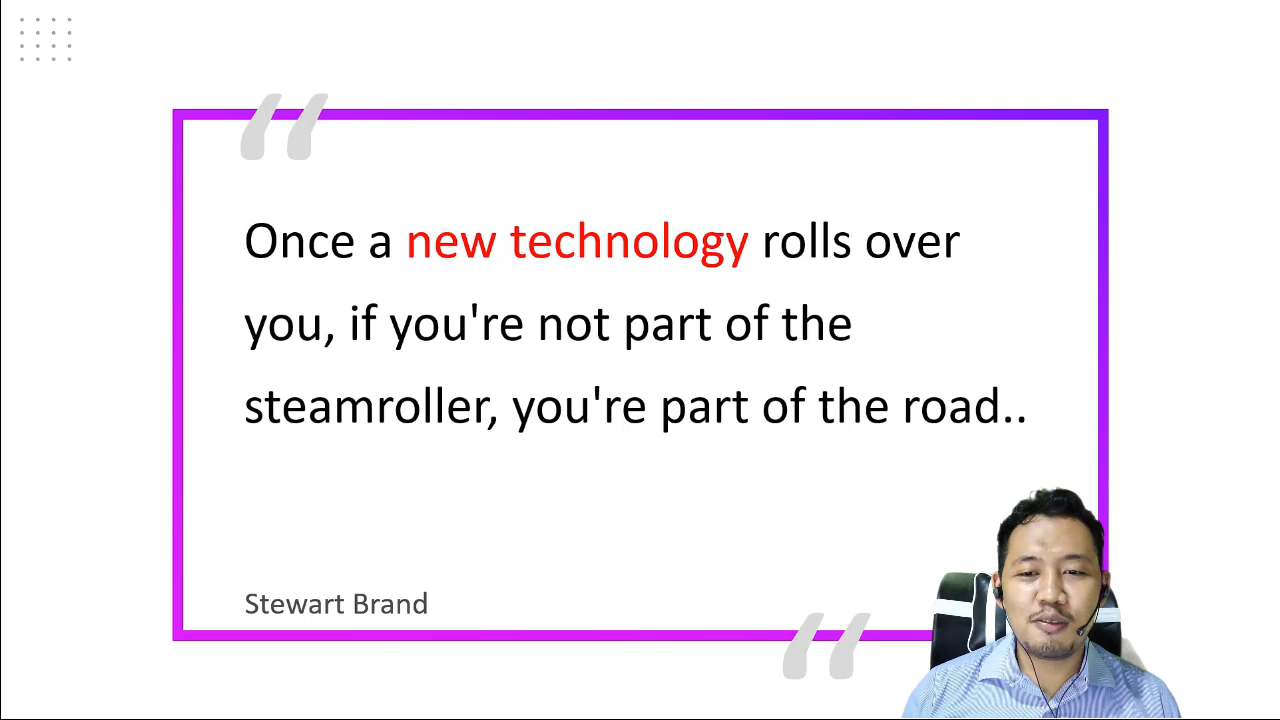 “
Once a new technology rolls over
you, if you're not part of the
steamroller, you're part of the road..
Stewart Brand
“